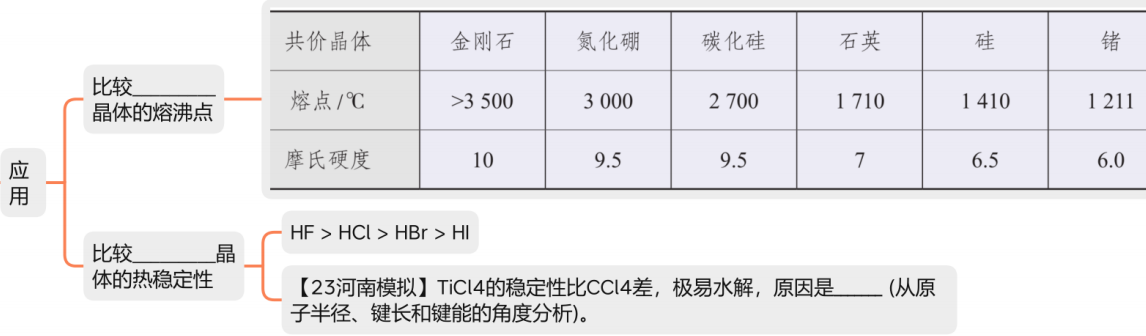 共价晶体 金刚石 氮化硼 碳化硅 石英 硅 锗
熔点/℃ >3 500 3 000 2 700 1 710 1 410 1 211
摩氏硬度 10 9.5 9.5 7 6.5 6.0
比较________
晶体的熔沸点
应
用
比较________晶
体的热稳定性
HF > HCl > HBr > HI
【23河南模拟】TiCl4的稳定性比CCl4差，极易水解，原因是_____ (从原
子半径、键长和键能的角度分析)。